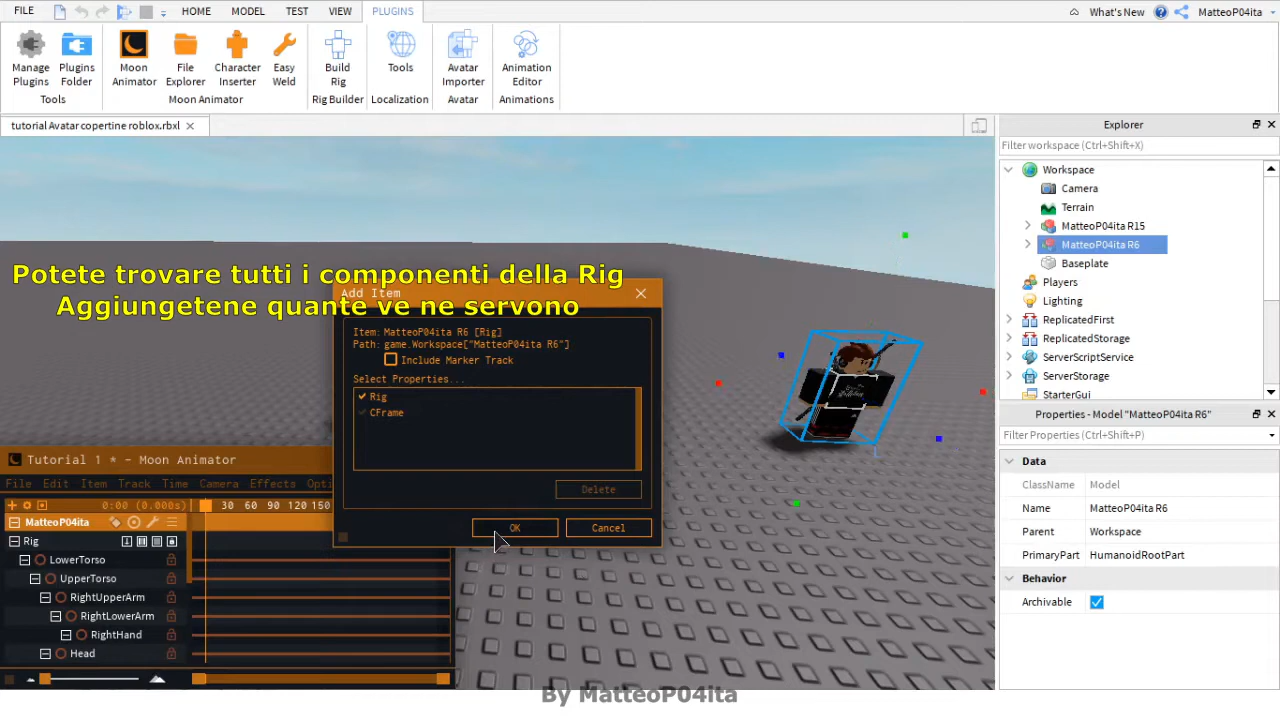 FILE HOME MODEL TEST VIEW PLUGINS What's New MatteoP04ita
Manage Plugins
Plugins Folder
Moon Animator
File Explorer
Character Inserter
Easy Weld
Build Rig
Tools
Avatar Importer
Animation Editor
Tools Moon Animator Rig Builder Localization Avatar Animations
tutorial Avatar copertine roblox.rbxl
Potete trovare tutti i componenti della Rig
Aggiungetene quante ve ne servono
Add Item
Item: MatteoP04ita R6 [Rig]
Path: game.Workspace["MatteoP04ita R6"]
Include Marker Track
Select Properties...
Rig
CFrame
Delete
OK Cancel
Tutorial 1 * - Moon Animator
File Edit Item Track Time Camera Effects Opti
0:00 (0.000s) 30 60 90 120 150
MatteoP04ita
Rig
LowerTorso
UpperTorso
RightUpperArm
RightLowerArm
RightHand
Head
Explorer
Filter workspace (Ctrl+Shift+X)
Workspace
Camera
Terrain
MatteoP04ita R15
MatteoP04ita R6
Baseplate
Players
Lighting
ReplicatedFirst
ReplicatedStorage
ServerScriptService
ServerStorage
StarterGui
Properties - Model "MatteoP04ita R6"
Filter Properties (Ctrl+Shift+P)
Data
ClassName Model
Name MatteoP04ita R6
Parent Workspace
PrimaryPart HumanoidRootPart
Behavior
Archivable
By MatteoP04ita